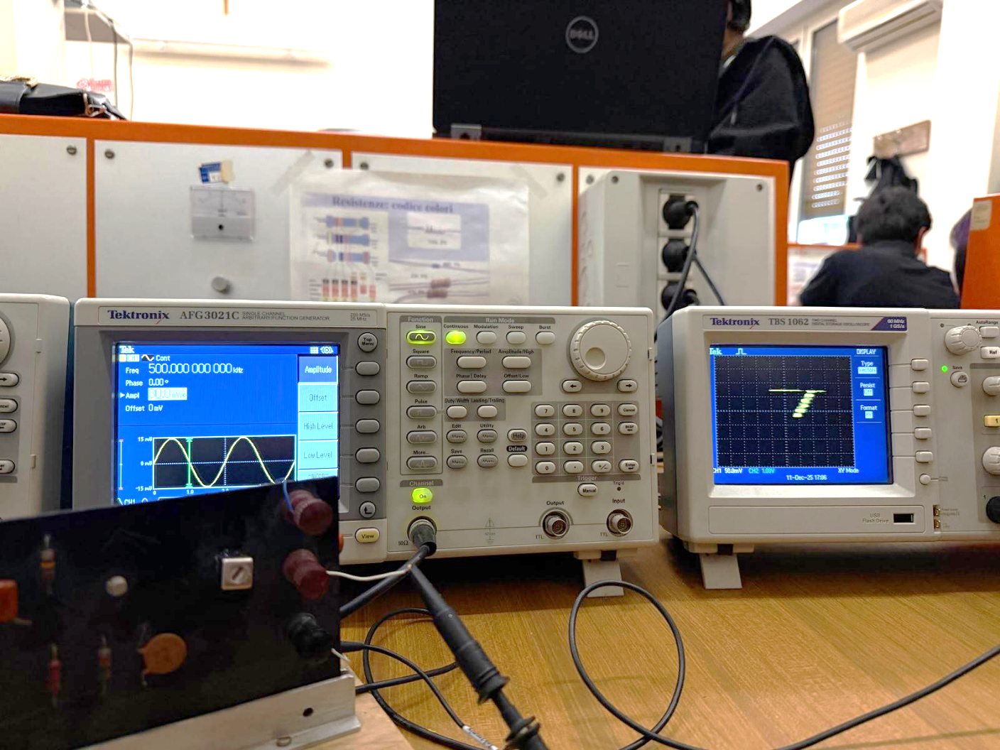 DELL
Resistenze: codice colori
Tektronix AFG3021C SINGLE CHANNEL
ARBITRARY/FUNCTION GENERATOR
25 MHz
Tek
Cont
Freq 500.000 000 000 kHz
Phase 0.00 °
Ampl
Offset 0 mV
Amplitude
Offset
High Level
Low Level
15 mV
0 mV
-15 mV
0 1.0
CH1
Top
Menu
View
Function
Sine
Square
Ramp
Pulse
Arb
More...
Run Mode
Continuous Modulation Sweep Burst
Frequency/Period Amplitude/High
Phase | Delay Offset/Low
Duty/Width Leading/Trailing
Edit Utility
Menu Menu Help
Save Recall Default
Menu Menu
7 8 9 Cancel
4 5 6 BKSP
1 2 3
0 . +/- Enter
Channel
On
Output
50Ω
Trigger
Manual
Trig'd
Output
TTL
Input
TTL
Tektronix TBS 1062 TWO CHANNEL
DIGITAL STORAGE OSCILLOSCOPE
60 MHz
1 GS/s
Tek
DISPLAY
Type
Vectors
Persist
Format
CH1 50.0mV CH2 1.00V XY Mode
11-Dec-25 17:06
USB
Flash Drive
AutoRange
Save
Ref
1